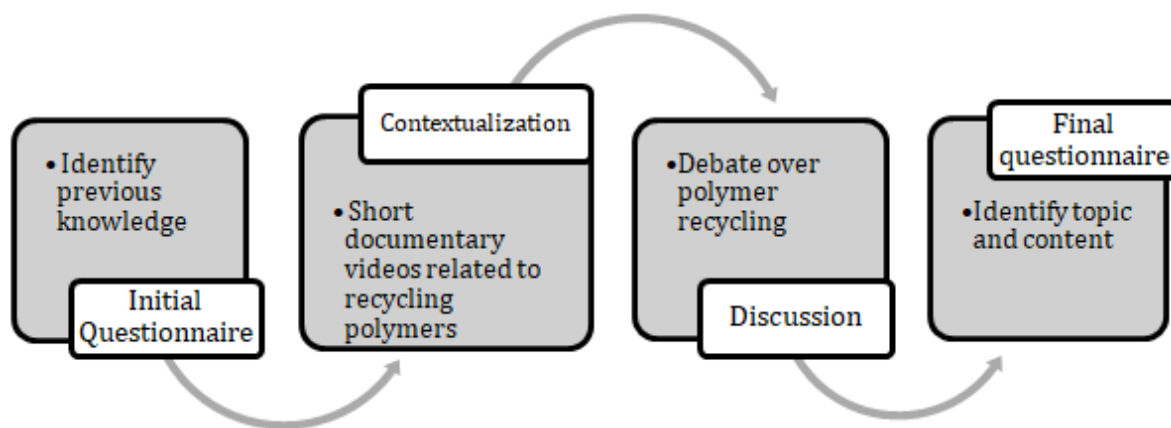 • Identify
previous
knowledge
Initial
Questionnaire
Contextualization
• Short
documentary
videos related to
recycling
polymers
• Debate over
polymer
recycling
Discussion
Final
questionnaire
• Identify topic
and content